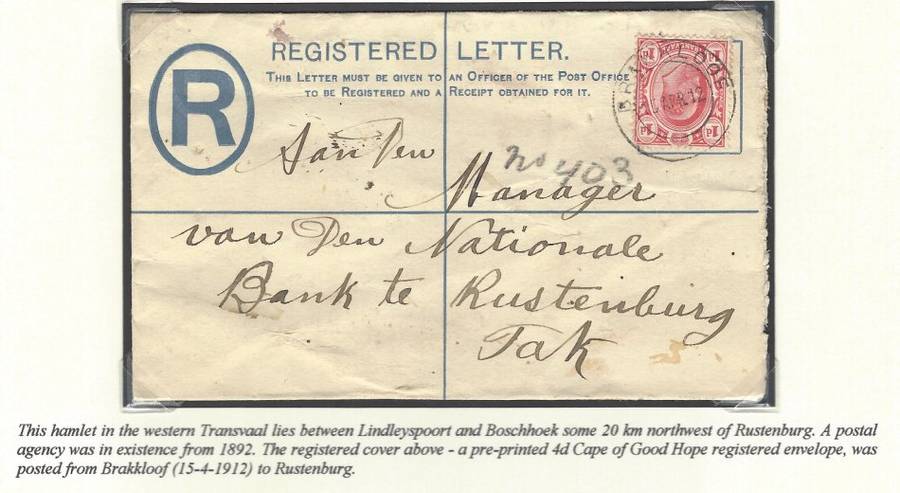 REGISTERED LETTER.
THIS LETTER MUST BE GIVEN TO AN OFFICER OF THE POST OFFICE
TO BE REGISTERED AND A RECEIPT OBTAINED FOR IT.
R
Aan Den
No 403
Manager
van Den Nationale
Bank te Rustenburg
Tak
This hamlet in the western Transvaal lies between Lindleyspoort and Boschhoek some 20 km northwest of Rustenburg. A postal
agency was in existence from 1892. The registered cover above - a pre-printed 4d Cape of Good Hope registered envelope, was
posted from Brakkloof (15-4-1912) to Rustenburg.